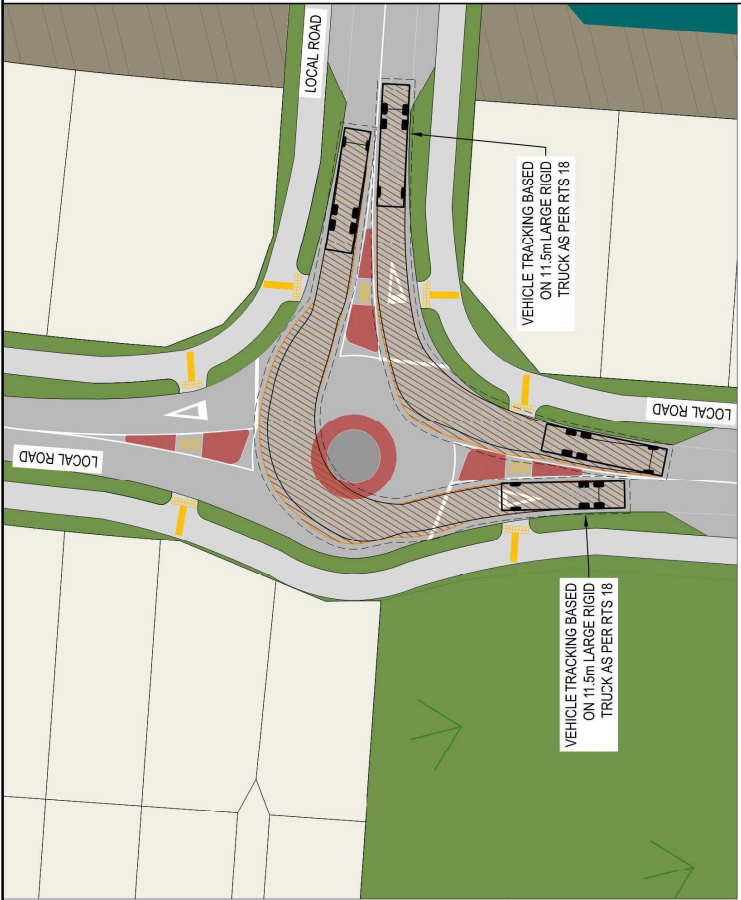 LOCAL ROAD
VEHICLE TRACKING BASED
ON 11.5m LARGE RIGID
TRUCK AS PER RTS 18
LOCAL ROAD
LOCAL ROAD
VEHICLE TRACKING BASED
ON 11.5m LARGE RIGID
TRUCK AS PER RTS 18